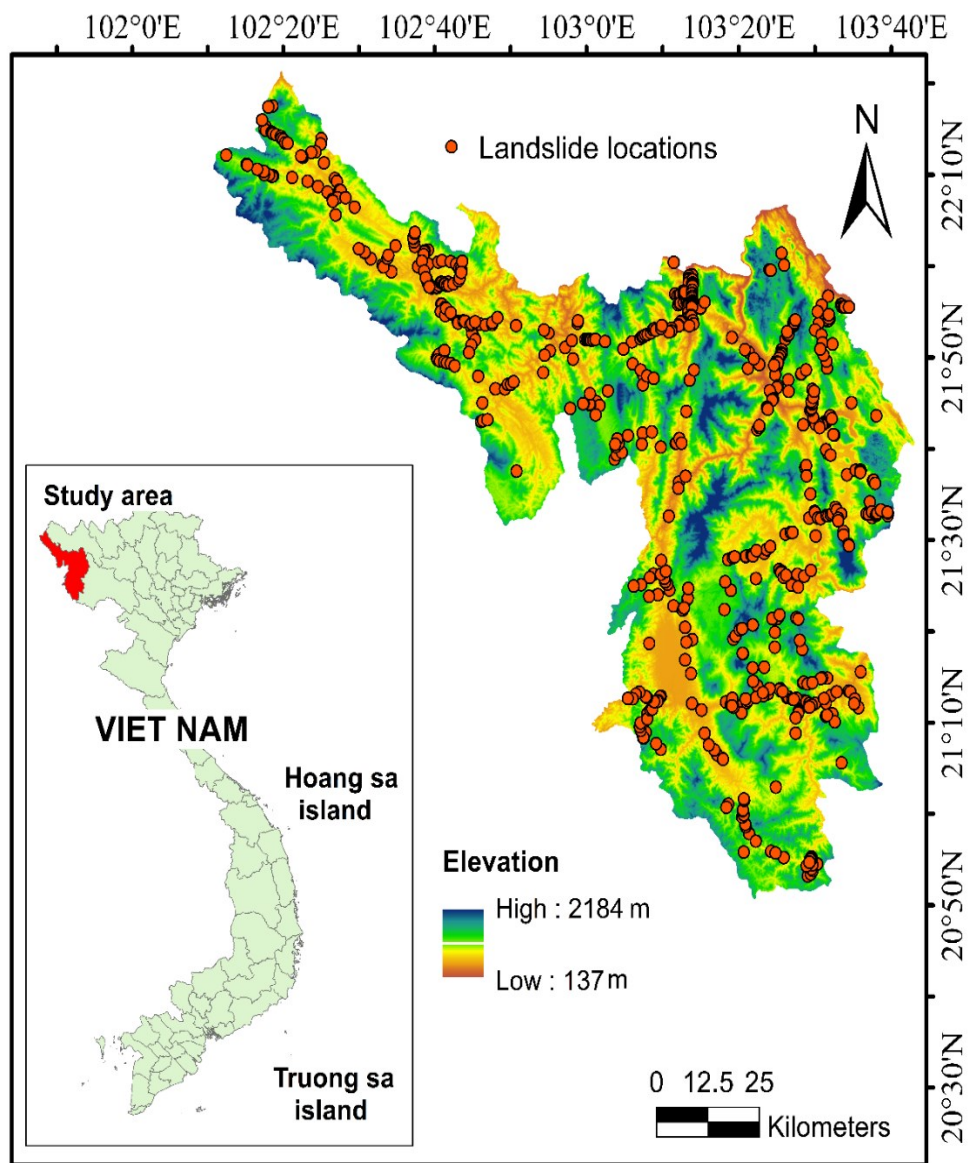 102°0'E 102°20'E 102°40'E 103°0'E 103°20'E 103°40'E
N
Landslide locations
22°10'N
21°50'N
21°30'N
21°10'N
20°50'N
20°30'N
Study area
VIET NAM
Hoang sa
island
Truong sa
island
Elevation
High : 2184 m
Low : 137 m
0 12.5 25
Kilometers